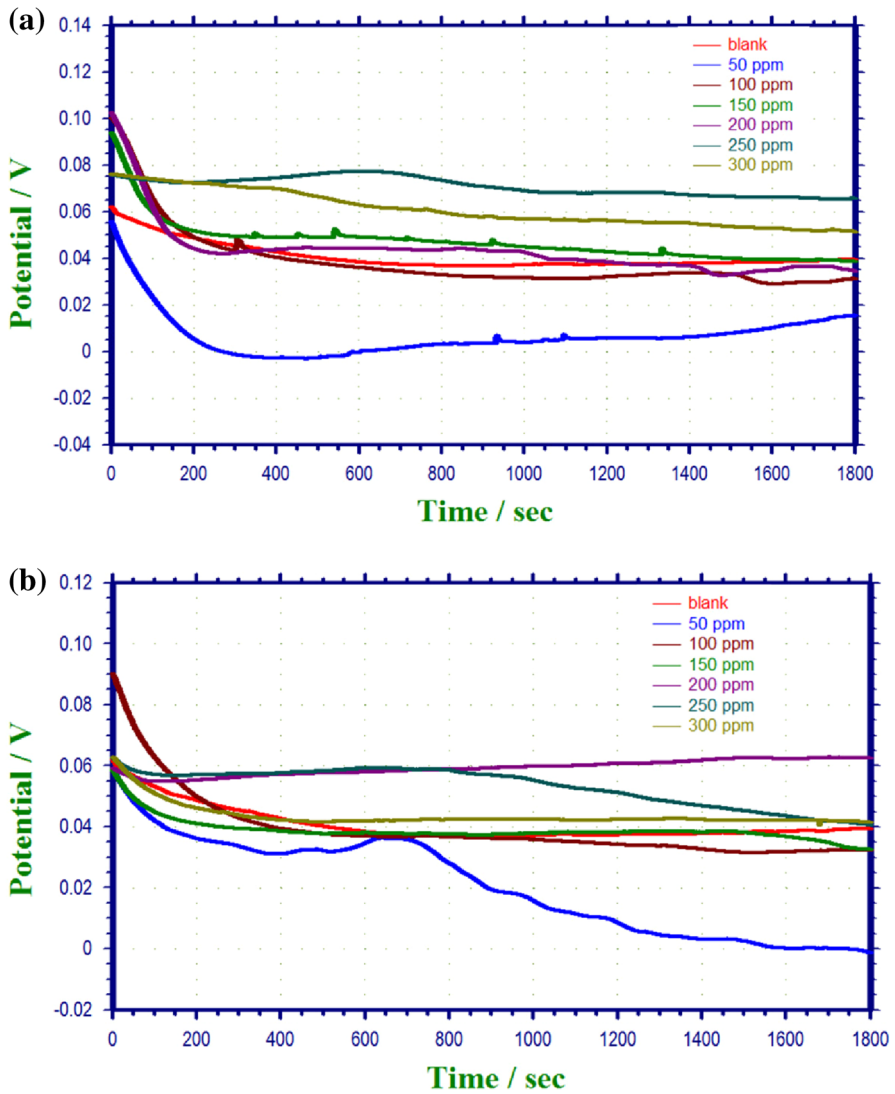 (a)
0.14
0.12
0.10
0.08
0.06
0.04
0.02
0
-0.02
-0.04
Potential / V
blank
50 ppm
100 ppm
150 ppm
200 ppm
250 ppm
300 ppm
0 200 400 600 800 1000 1200 1400 1600 1800
Time / sec
(b)
0.12
0.10
0.08
0.06
0.04
0.02
0
-0.02
Potential / V
blank
50 ppm
100 ppm
150 ppm
200 ppm
250 ppm
300 ppm
0 200 400 600 800 1000 1200 1400 1600 1800
Time / sec